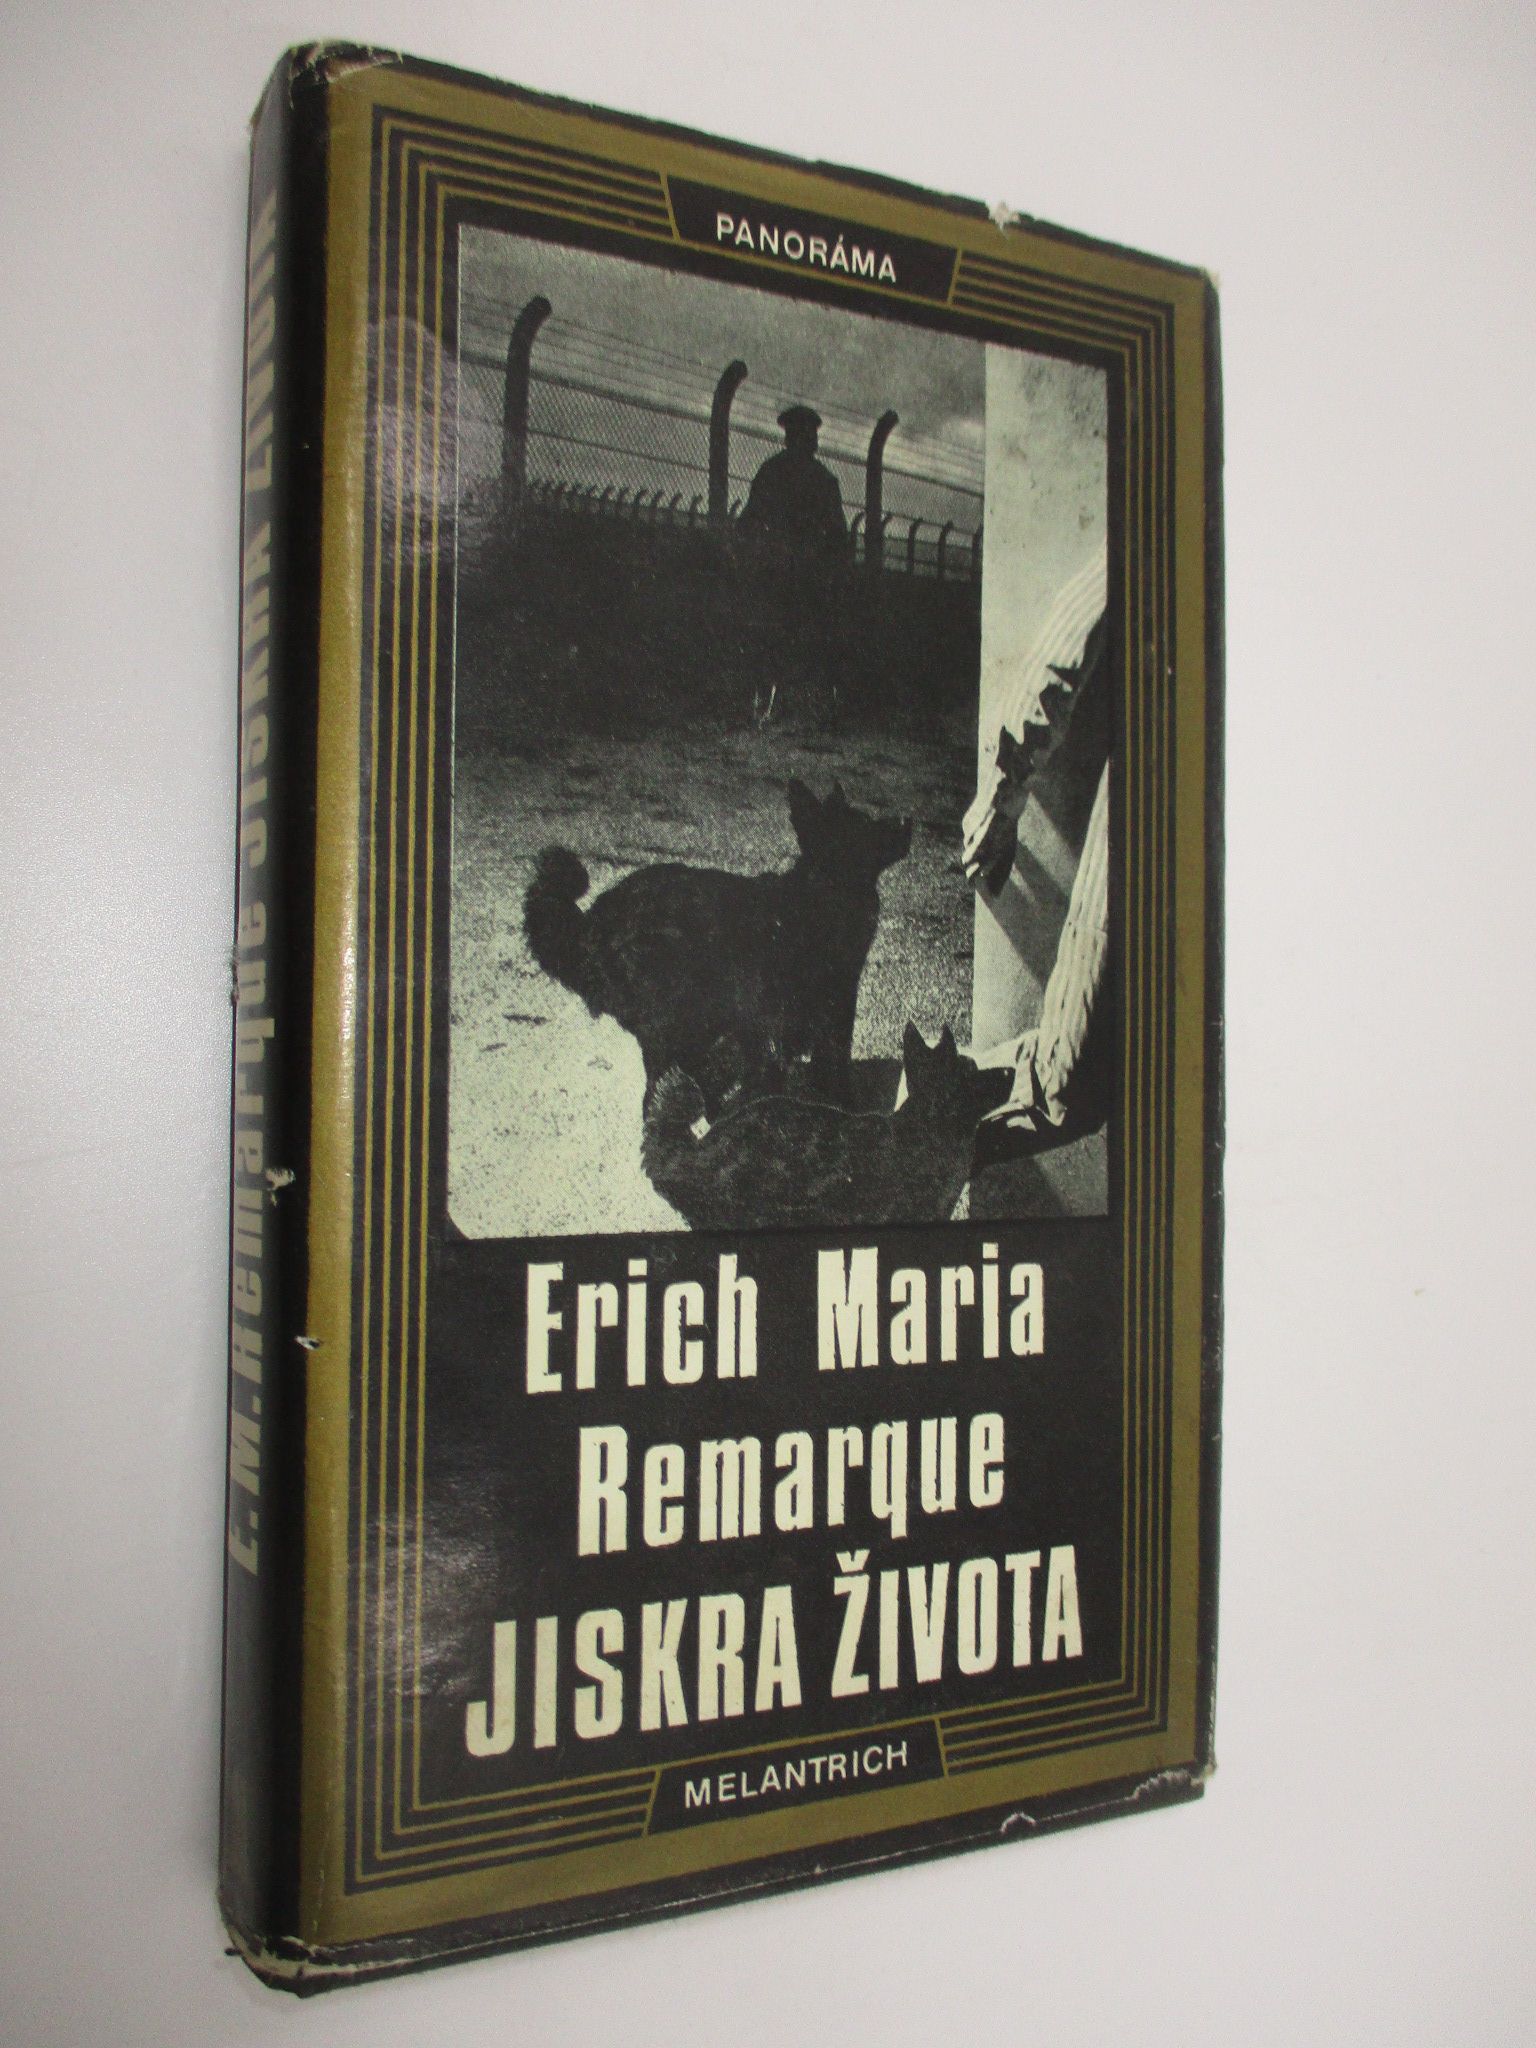 PANORÁMA
Erich Maria
Remarque
JISKRA ŽIVOTA
MELANTRICH
E. M. Remarque JISKRA ŽIVOTA